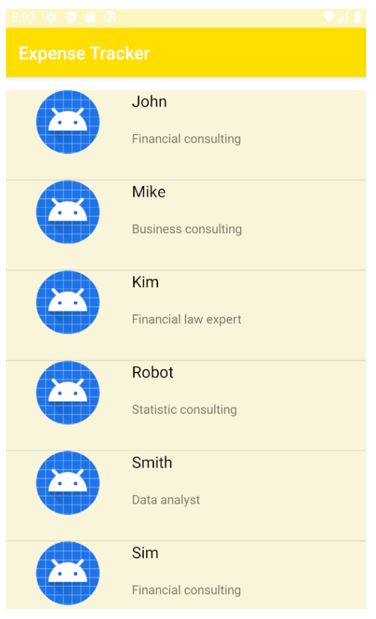 5:02
Expense Tracker
John
Financial consulting
Mike
Business consulting
Kim
Financial law expert
Robot
Statistic consulting
Smith
Data analyst
Sim
Financial consulting